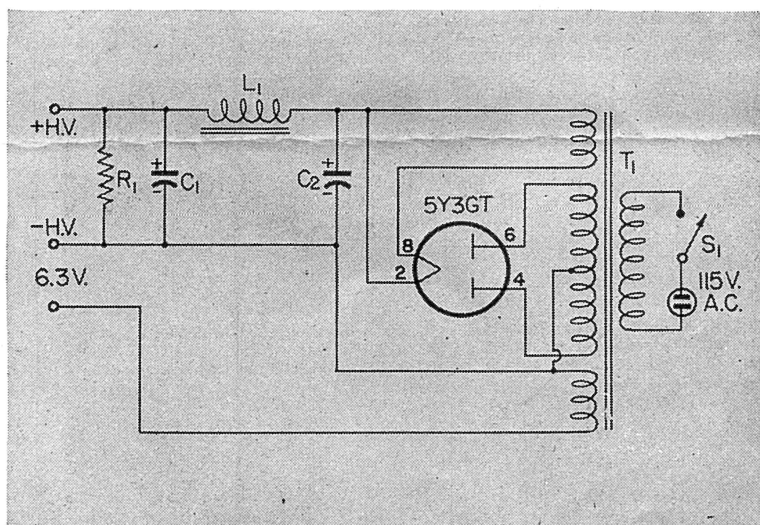 L1
+H.V.
R1
+
-
C1
+
-
C2
T1
5Y3GT
8
6
2
4
-H.V.
6.3V.
S1
115V.
A.C.